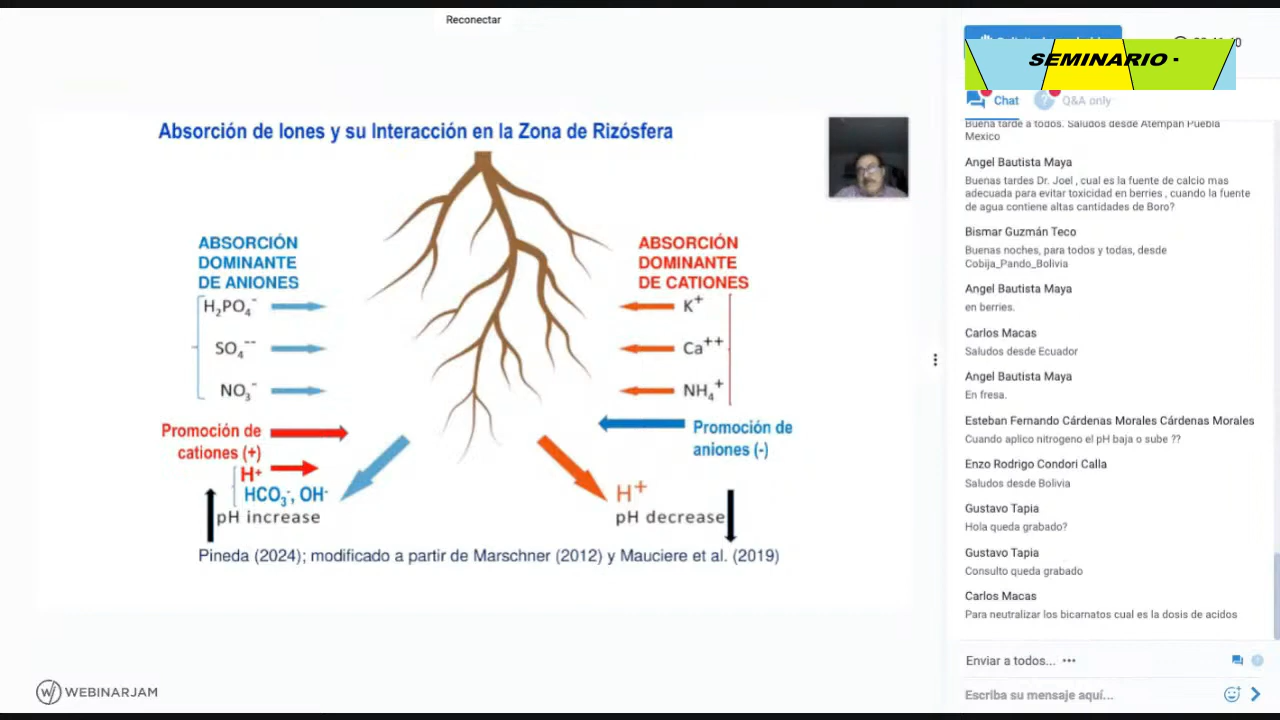 Reconectar
SEMINARIO -
Chat
Q&A only
Absorción de Iones y su Interacción en la Zona de Rizósfera
ABSORCIÓN
DOMINANTE
DE ANIONES
H₂PO₄⁻
SO₄⁻⁻
NO₃⁻
Promoción de
cationes (+)
H⁺
HCO₃⁻, OH⁻
pH increase
ABSORCIÓN
DOMINANTE
DE CATIONES
K⁺
Ca⁺⁺
NH₄⁺
Promoción de
aniones (-)
H⁺
pH decrease
Pineda (2024); modificado a partir de Marschner (2012) y Mauciere et al. (2019)
WEBINARJAM
Buena tarde a todos. Saludos desde Atempan Puebla
Mexico
Angel Bautista Maya
Buenas tardes Dr. Joel , cual es la fuente de calcio mas
adecuada para evitar toxicidad en berries , cuando la fuente
de agua contiene altas cantidades de Boro?
Bismar Guzmán Teco
Buenas noches, para todos y todas, desde
Cobija_Pando_Bolivia
Angel Bautista Maya
en berries.
Carlos Macas
Saludos desde Ecuador
Angel Bautista Maya
En fresa.
Esteban Fernando Cárdenas Morales Cárdenas Morales
Cuando aplico nitrogeno el pH baja o sube ??
Enzo Rodrigo Condori Calla
Saludos desde Bolivia
Gustavo Tapia
Hola queda grabado?
Gustavo Tapia
Consulto queda grabado
Carlos Macas
Para neutralizar los bicarnatos cual es la dosis de acidos
Enviar a todos...
Escriba su mensaje aquí...